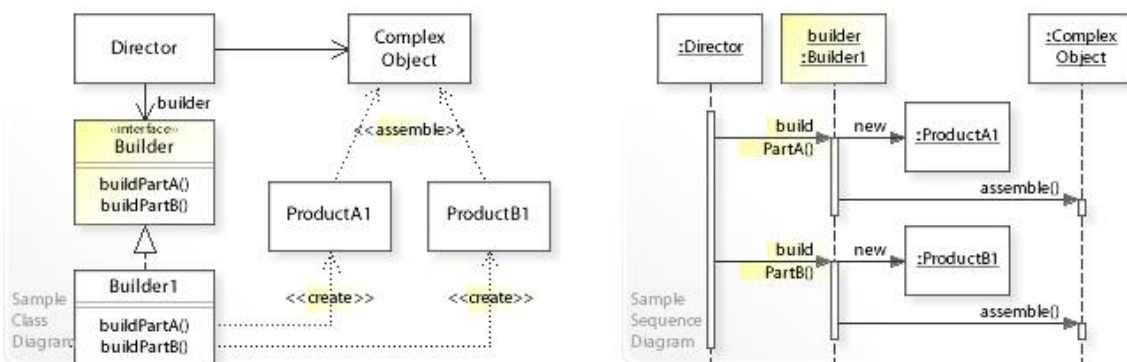 Director
Complex
Object
builder
«interface»
Builder
buildPartA()
buildPartB()
<<assemble>>
ProductA1
ProductB1
Builder1
buildPartA()
buildPartB()
<<create>>
<<create>>
Sample
Class
Diagram
:Director
builder
:Builder1
:Complex
Object
build
PartA()
new
:ProductA1
assemble()
build
PartB()
new
:ProductB1
assemble()
Sample
Sequence
Diagram